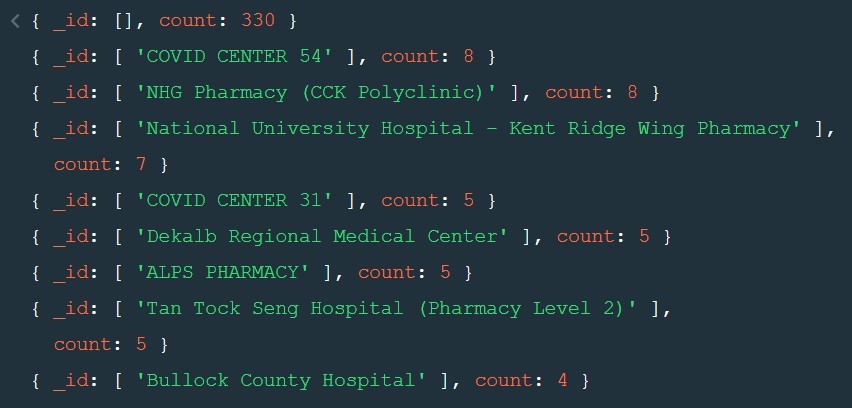 < { _id: [], count: 330 }
{ _id: [ 'COVID CENTER 54' ], count: 8 }
{ _id: [ 'NHG Pharmacy (CCK Polyclinic)' ], count: 8 }
{ _id: [ 'National University Hospital – Kent Ridge Wing Pharmacy' ],
count: 7 }
{ _id: [ 'COVID CENTER 31' ], count: 5 }
{ _id: [ 'Dekalb Regional Medical Center' ], count: 5 }
{ _id: [ 'ALPS PHARMACY' ], count: 5 }
{ _id: [ 'Tan Tock Seng Hospital (Pharmacy Level 2)' ],
count: 5 }
{ _id: [ 'Bullock County Hospital' ], count: 4 }